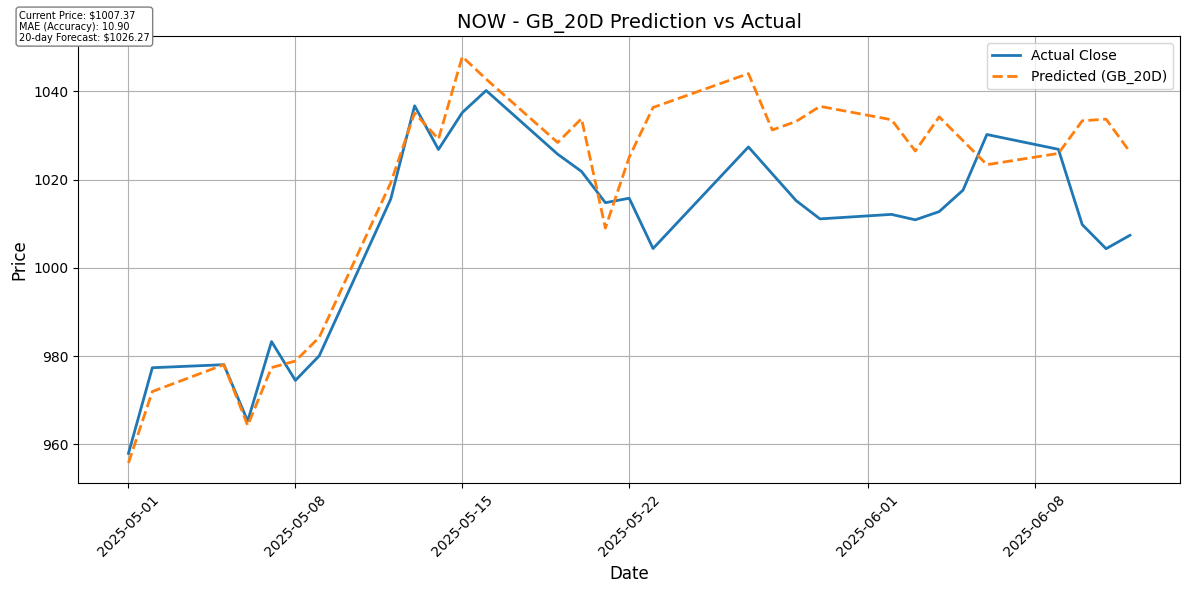 NOW - GB_20D Prediction vs Actual
Current Price: $1007.37
MAE (Accuracy): 10.90
20-day Forecast: $1026.27
Actual Close
Predicted (GB_20D)
Price
1040
1020
1000
980
960
2025-05-01
2025-05-08
2025-05-15
2025-05-22
2025-06-01
2025-06-08
Date